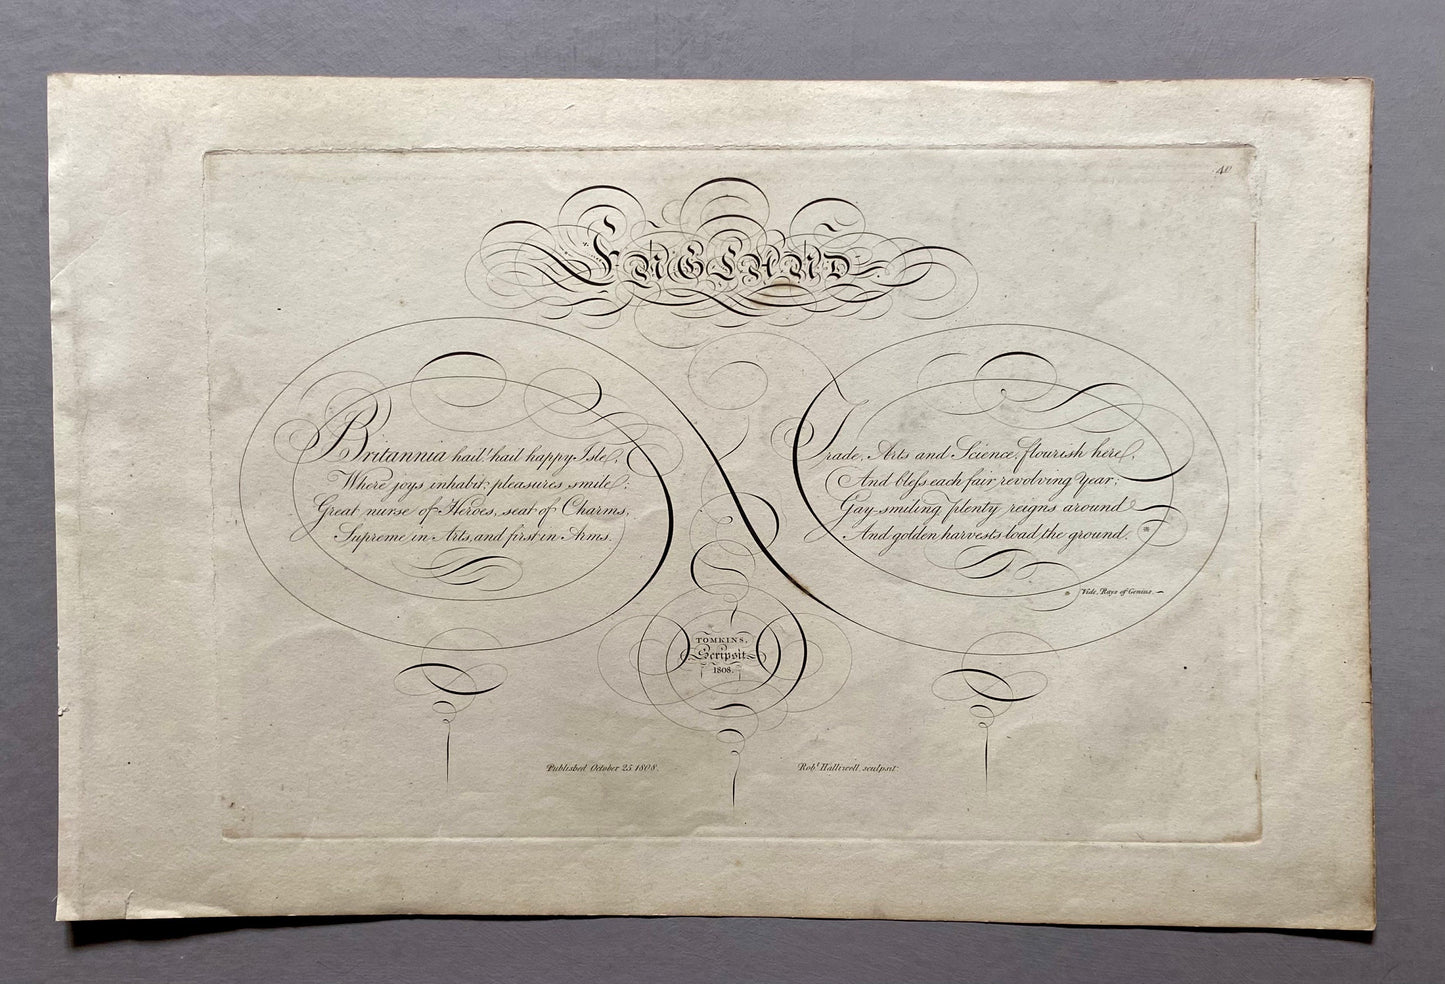 40
ENGLAND
Britannia hail! hail happy Isle,
Where joys inhabit; pleasures smile;
Great nurse of Heroes, seat of Charms,
Supreme in Arts, and first in Arms.
Trade, Arts and Science, flourish here,
And bleſs each fair revolving Year;
Gay-smiling plenty reigns around
And golden harvests load the ground. *
* Vide, Rays of Genius.
TOMKINS,
Scripsit
1808.
Published October 25 1808.
Robt. Halliwell, sculpsit.